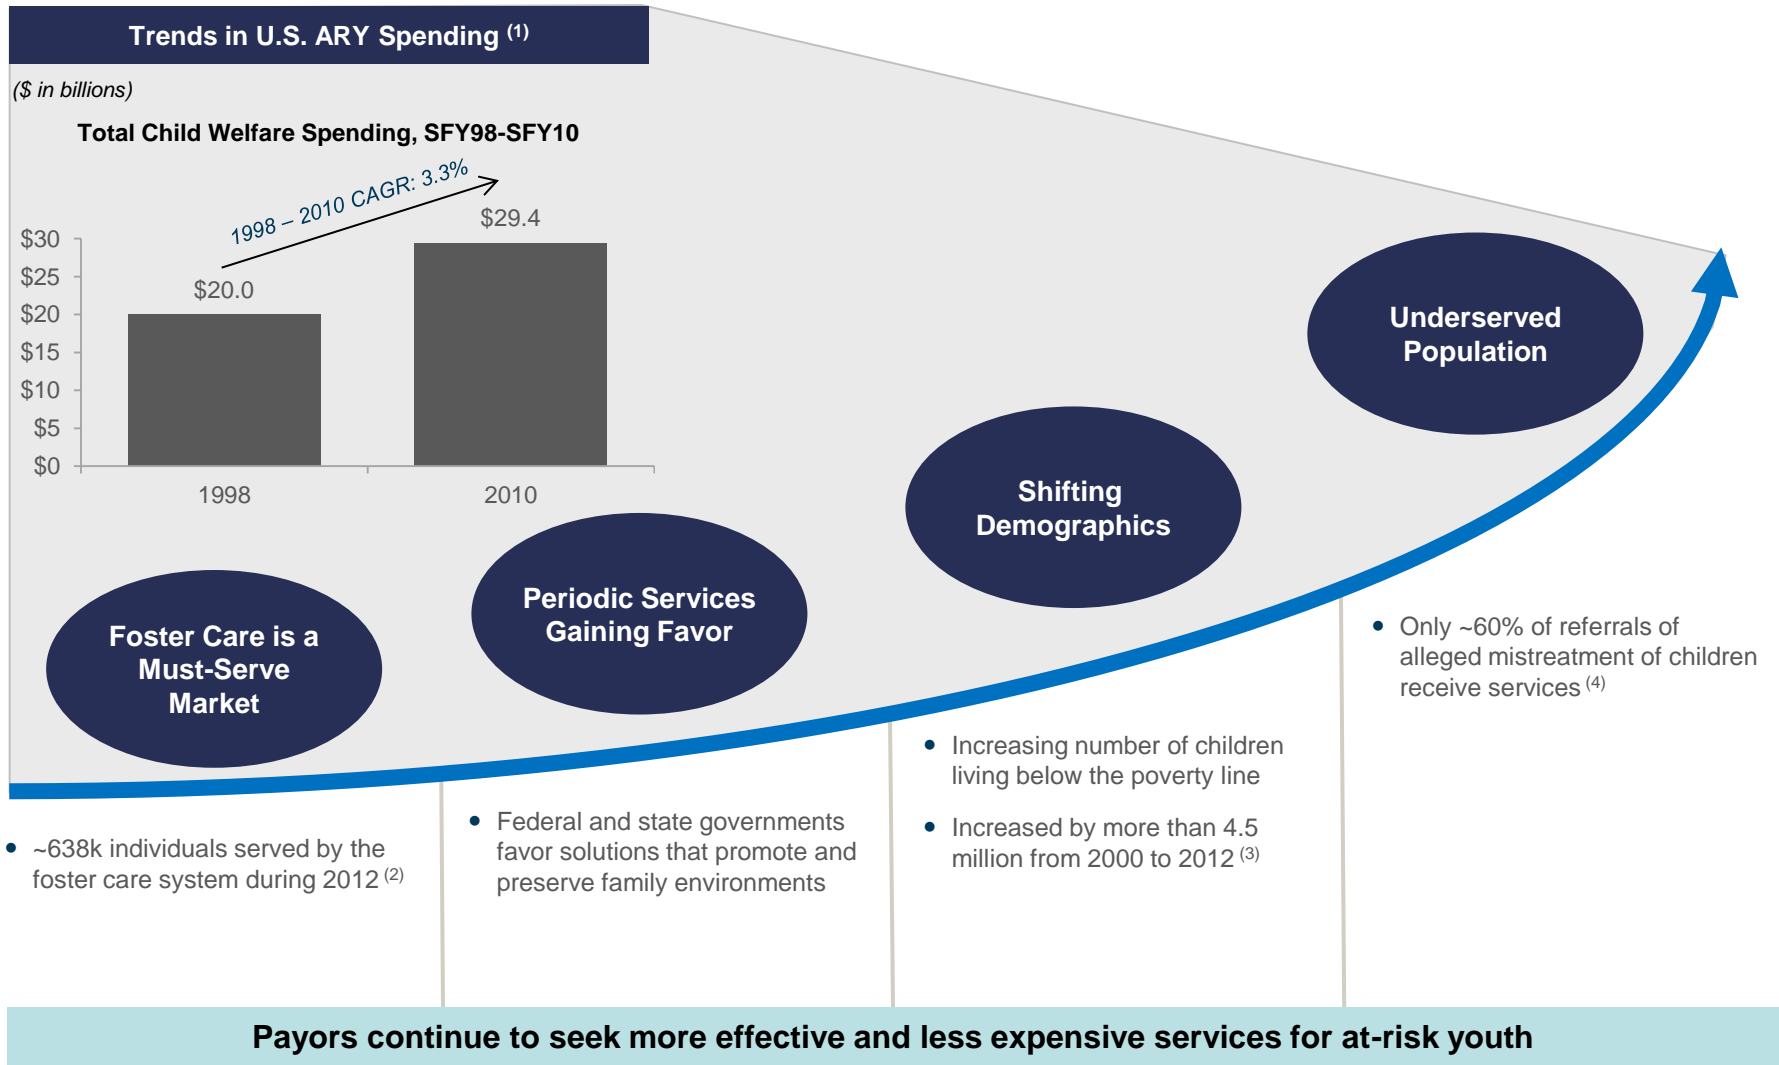 Trends in U.S. ARY Spending (1)
($ in billions)
Total Child Welfare Spending, SFY98-SFY10
1998 – 2010 CAGR: 3.3%
$29.4
$20.0
$30
$25
$20
$15
$10
$5
$0
1998
2010
Foster Care is a
Must-Serve
Market
Periodic Services
Gaining Favor
Shifting
Demographics
Underserved
Population
• ~638k individuals served by the
foster care system during 2012 (2)
• Federal and state governments
favor solutions that promote and
preserve family environments
• Increasing number of children
living below the poverty line
• Increased by more than 4.5
million from 2000 to 2012 (3)
• Only ~60% of referrals of
alleged mistreatment of children
receive services (4)
Payors continue to seek more effective and less expensive services for at-risk youth